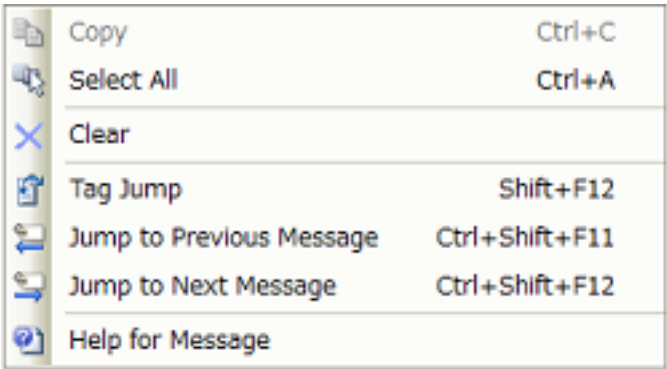 Copy Ctrl+C
Select All Ctrl+A
Clear
Tag Jump Shift+F12
Jump to Previous Message Ctrl+Shift+F11
Jump to Next Message Ctrl+Shift+F12
Help for Message